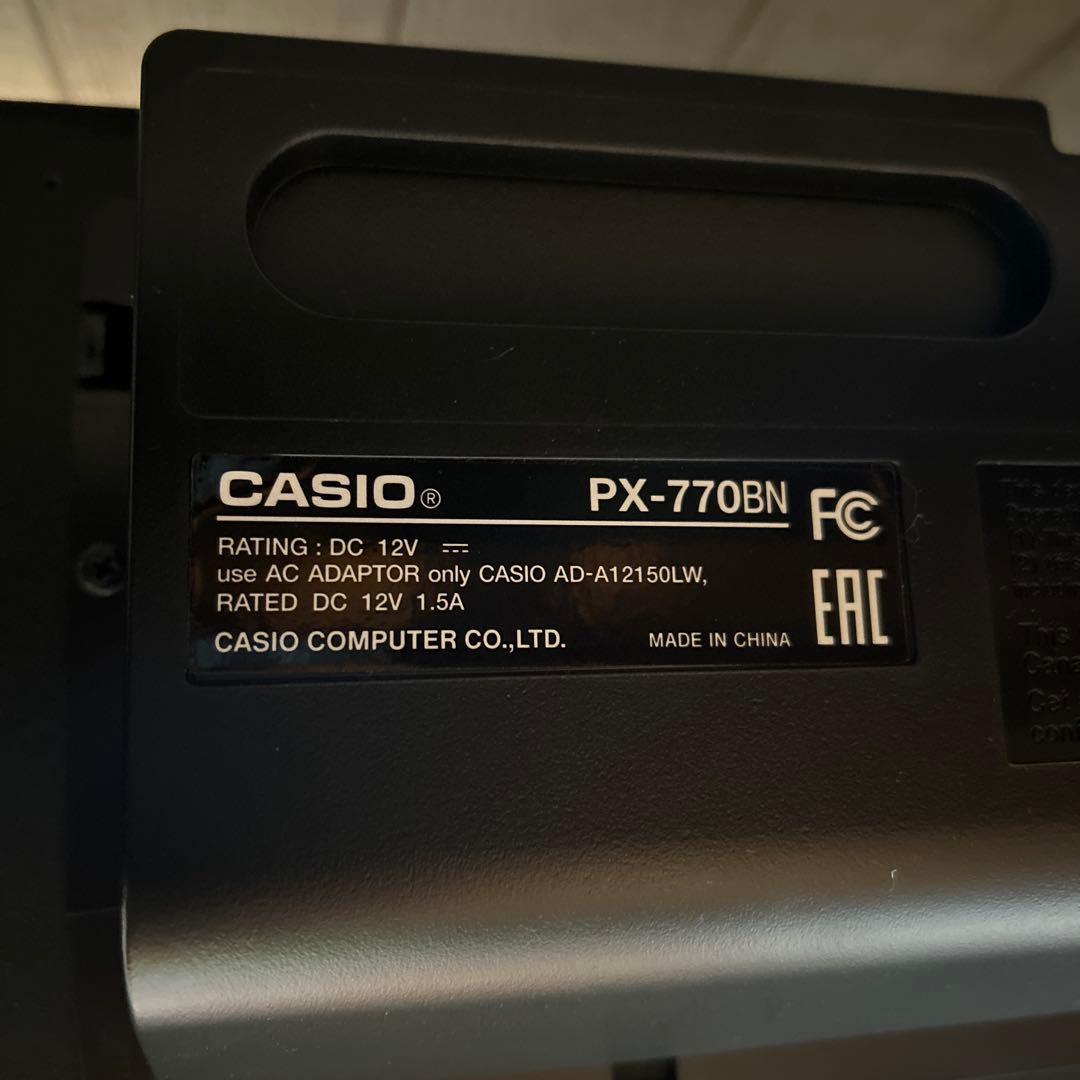 CASIO® PX-770BN FC
RATING : DC 12V ⎓
use AC ADAPTOR only CASIO AD-A12150LW,
RATED DC 12V 1.5A
EAC
CASIO COMPUTER CO.,LTD. MADE IN CHINA
This